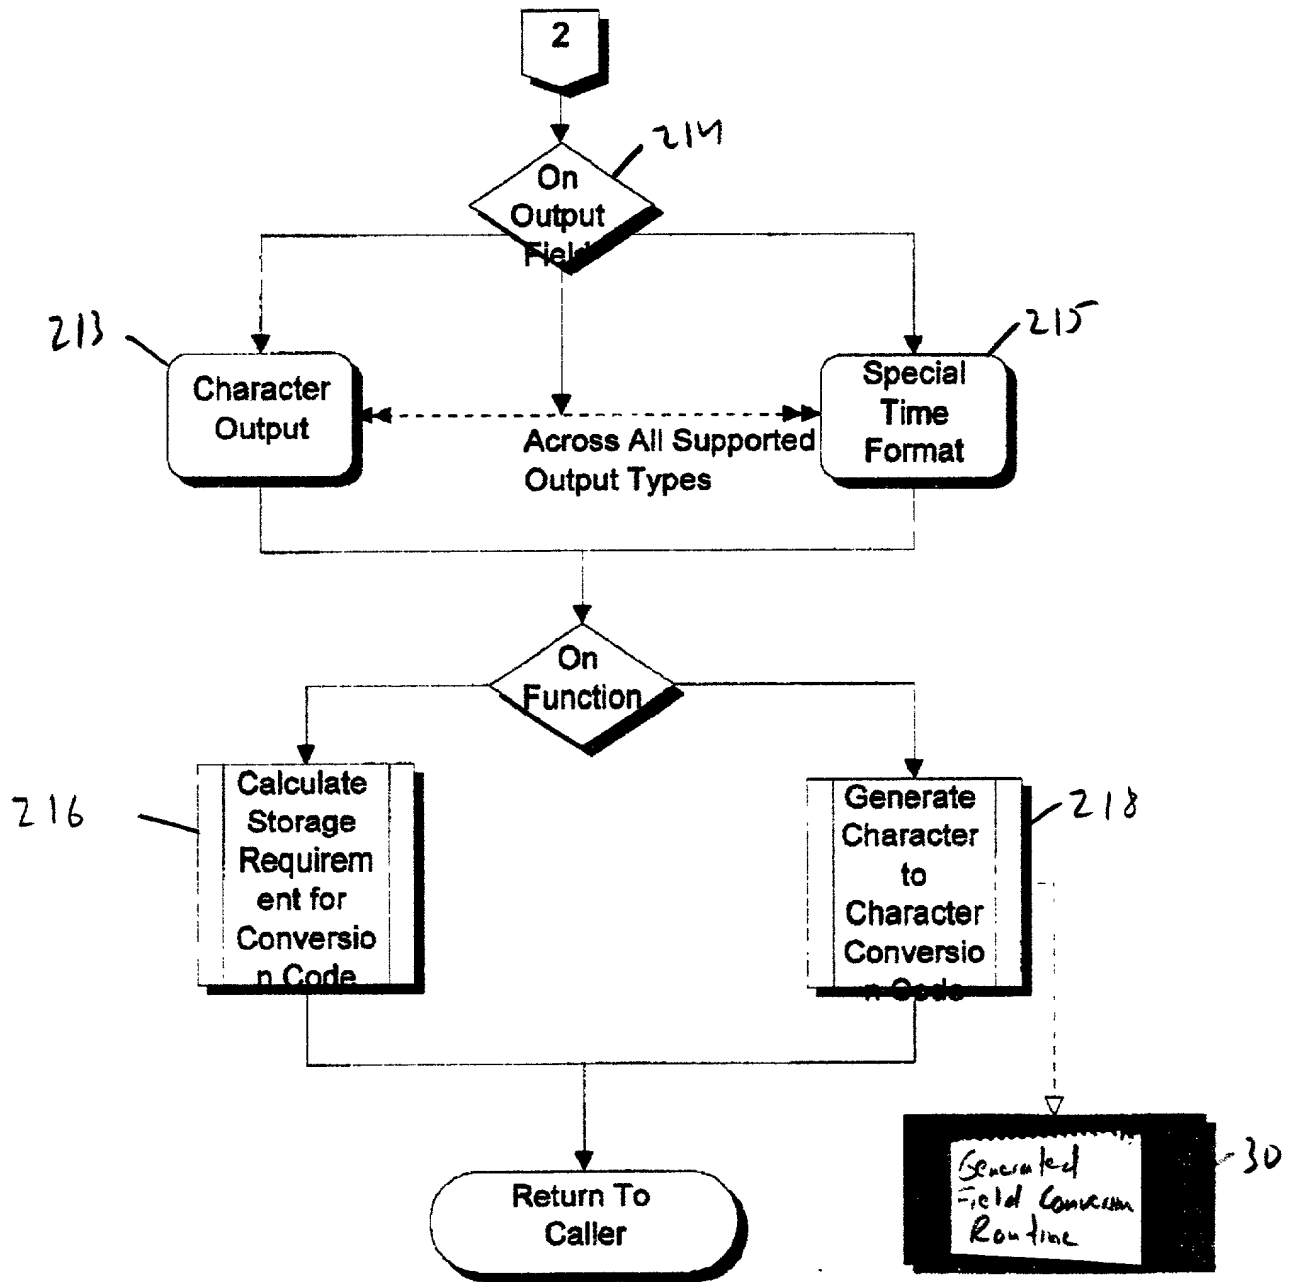 2
214
On
Output
Field
213
215
Character
Output
Special
Time
Format
Across All Supported
Output Types
On
Function
216
Calculate
Storage
Requirem
ent for
Conversio
n Code
218
Generate
Character
to
Character
Conversio
n Code
30
Generated
Field Conversion
Routine
Return To
Caller